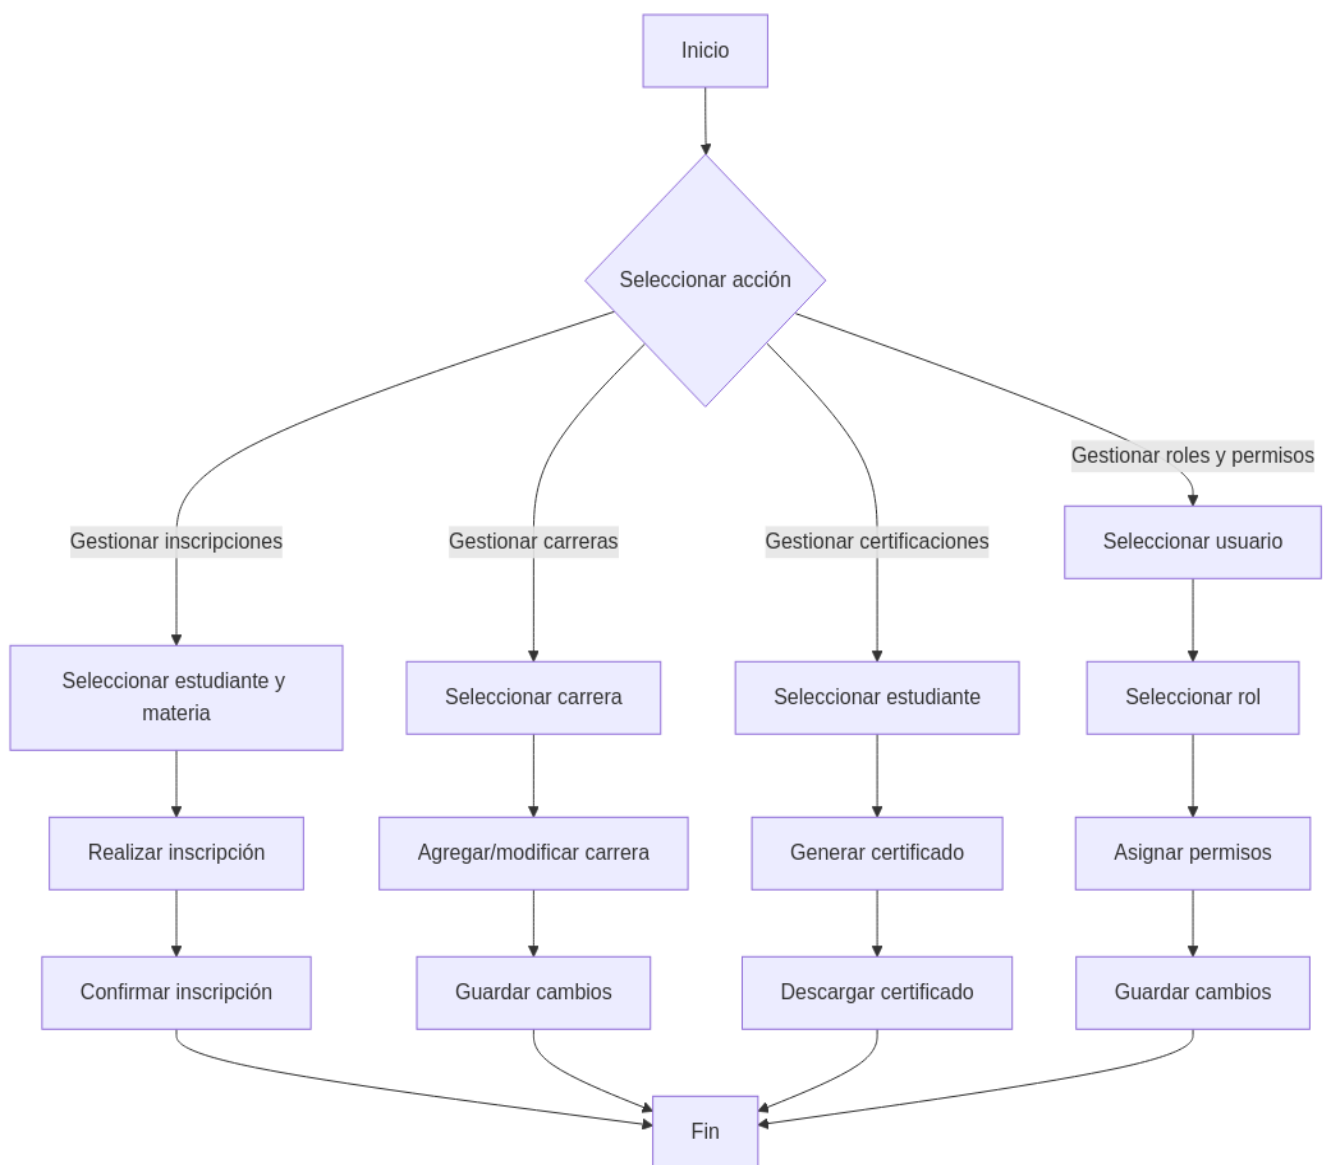 Inicio
Seleccionar acción
Gestionar roles y permisos
Gestionar inscripciones
Gestionar carreras
Gestionar certificaciones
Seleccionar usuario
Seleccionar estudiante y
materia
Seleccionar carrera
Seleccionar estudiante
Seleccionar rol
Realizar inscripción
Agregar/modificar carrera
Generar certificado
Asignar permisos
Confirmar inscripción
Guardar cambios
Descargar certificado
Guardar cambios
Fin